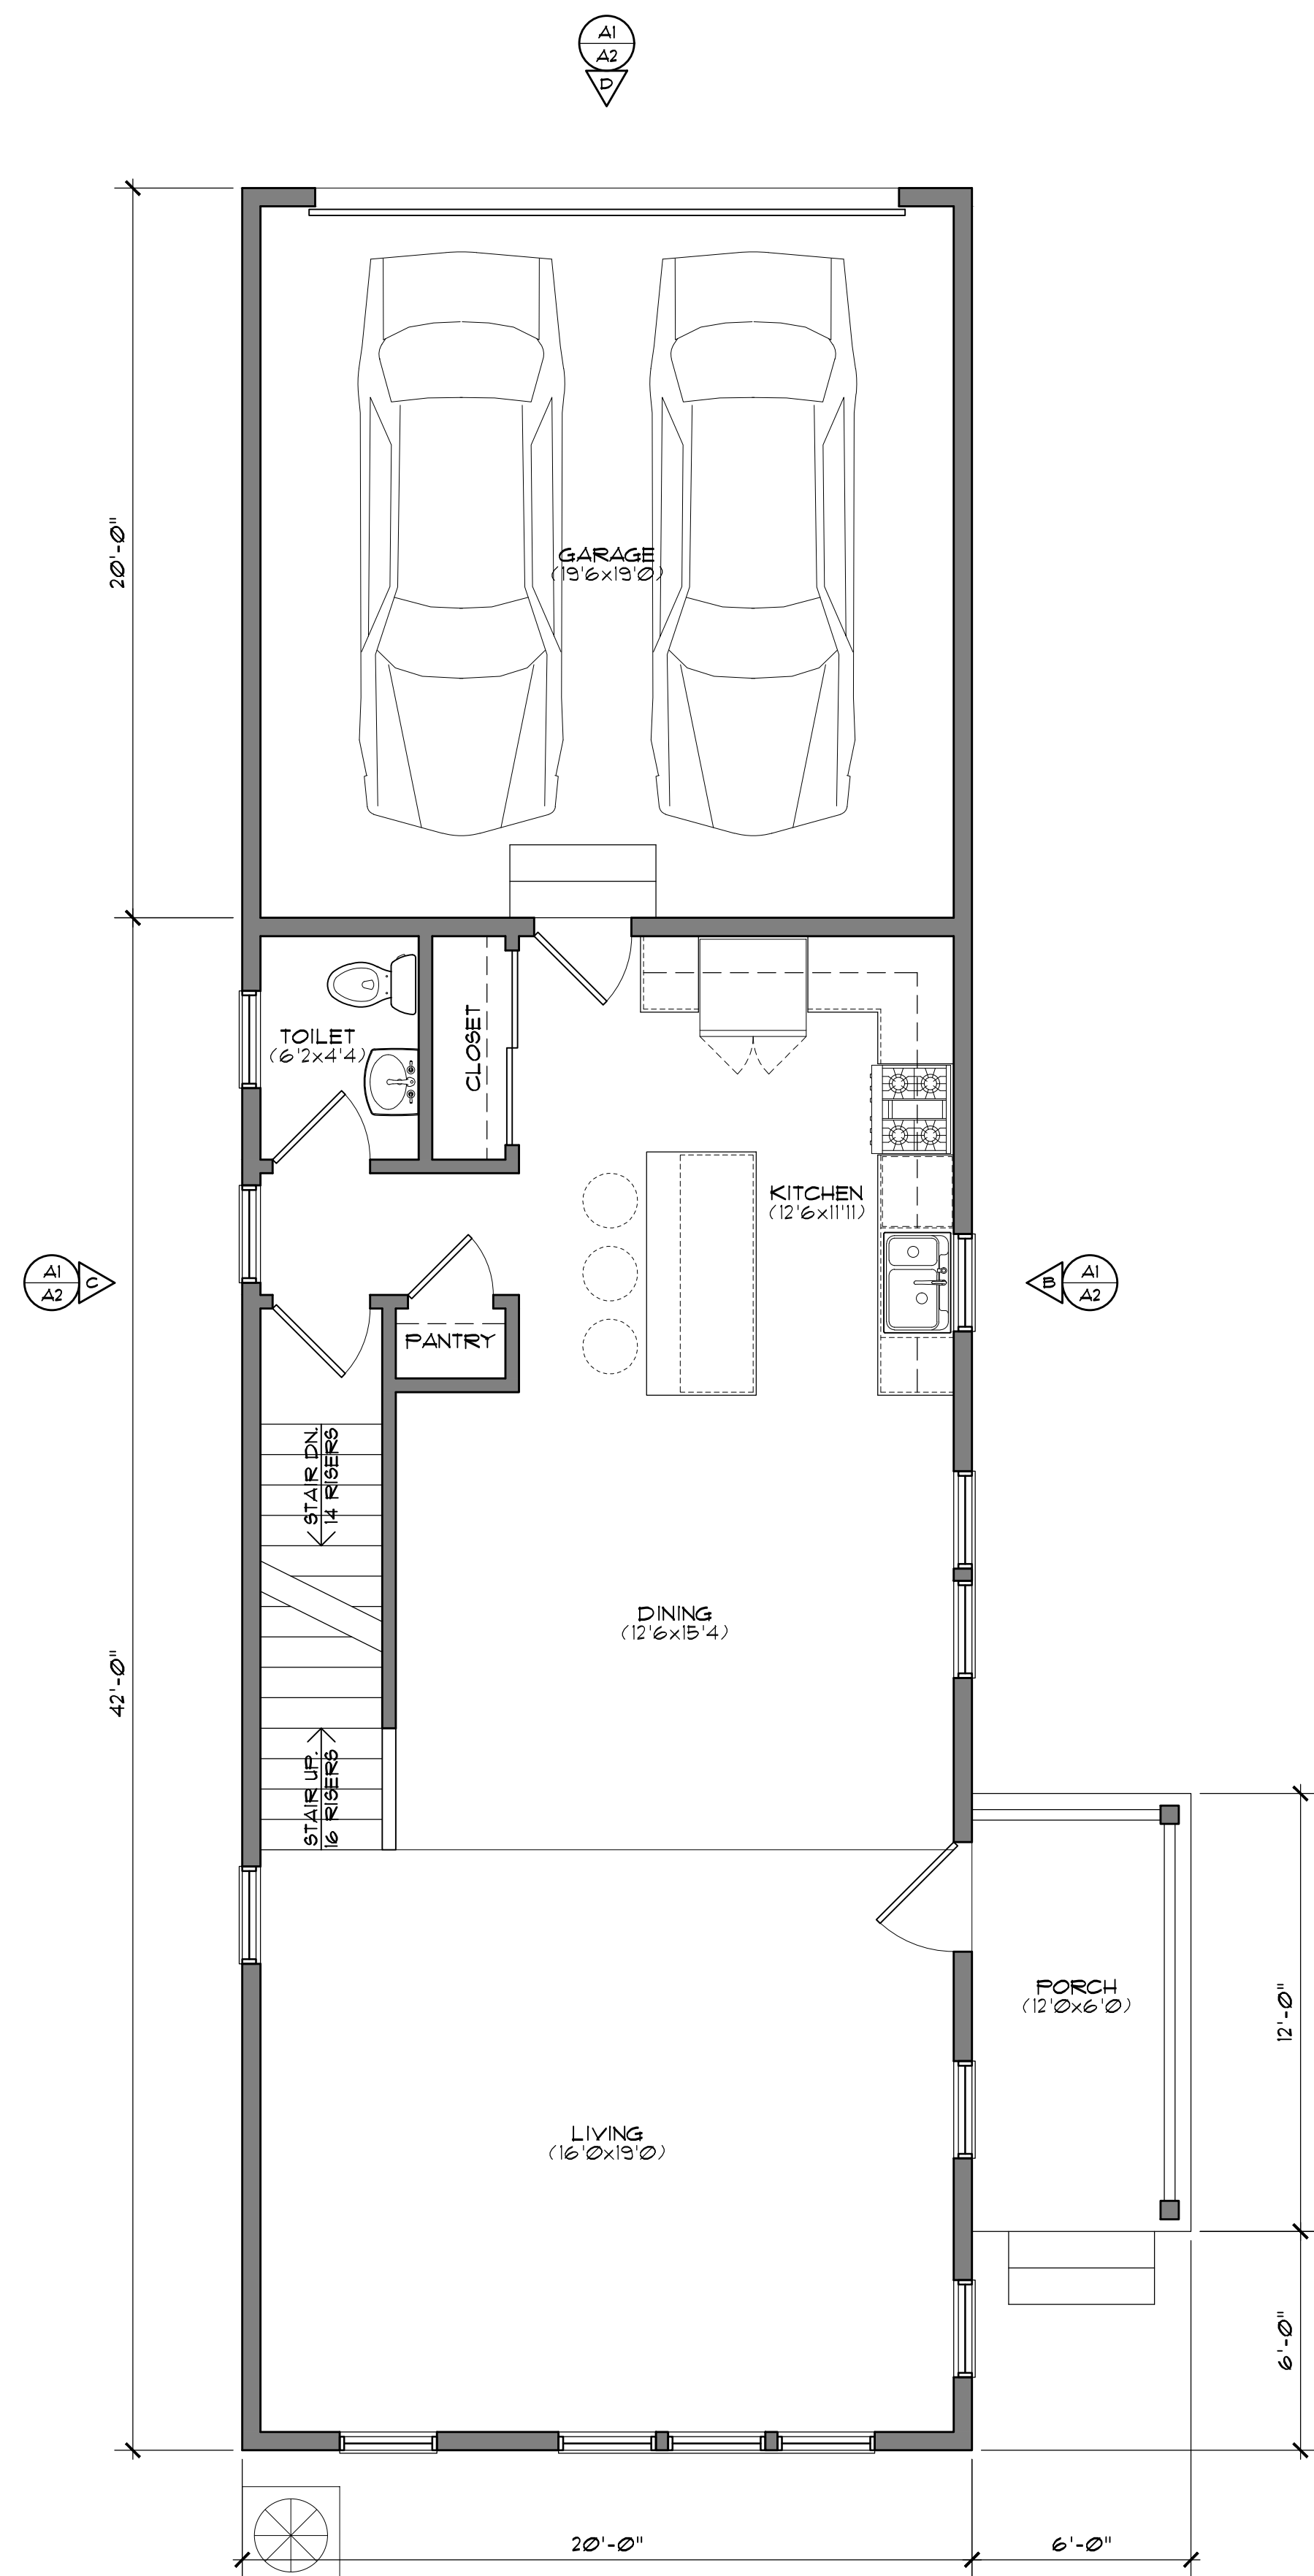 A1
A2
D
20'-0"
GARAGE
(19'6x19'0)
TOILET
(6'2x4'4)
CLOSET
KITCHEN
(12'6x11'11)
A1
A2
C
B
A1
A2
PANTRY
STAIR DN.
14 RISERS
DINING
(12'6x15'4)
42'-0"
STAIR UP.
16 RISERS
PORCH
(12'0x6'0)
12'-0"
LIVING
(16'0x19'0)
6'-0"
20'-0"
6'-0"